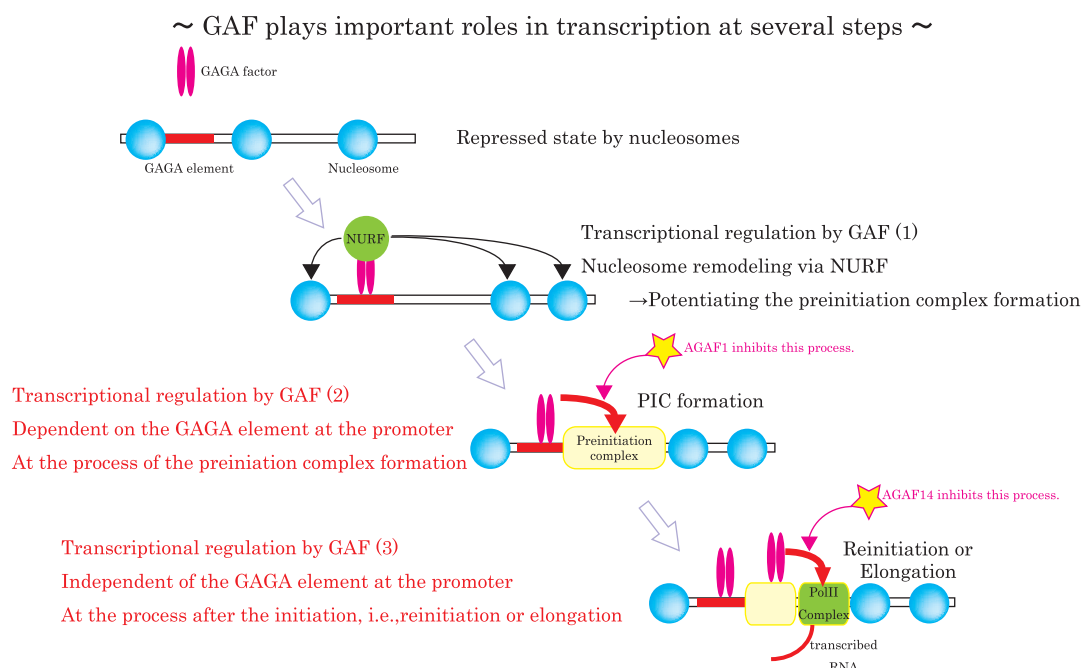 ~ GAF plays important roles in transcription at several steps ~
GAGA factor
Repressed state by nucleosomes
GAGA element
Nucleosome
NURF
Transcriptional regulation by GAF (1)
Nucleosome remodeling via NURF
→Potentiating the preinitiation complex formation
AGAF1 inhibits this process.
Transcriptional regulation by GAF (2)
Dependent on the GAGA element at the promoter
At the process of the preiniation complex formation
PIC formation
Preinitiation
complex
AGAF14 inhibits this process.
Transcriptional regulation by GAF (3)
Independent of the GAGA element at the promoter
At the process after the initiation, i.e.,reinitiation or elongation
Reinitiation or
Elongation
PolII
Complex
transcribed
RNA